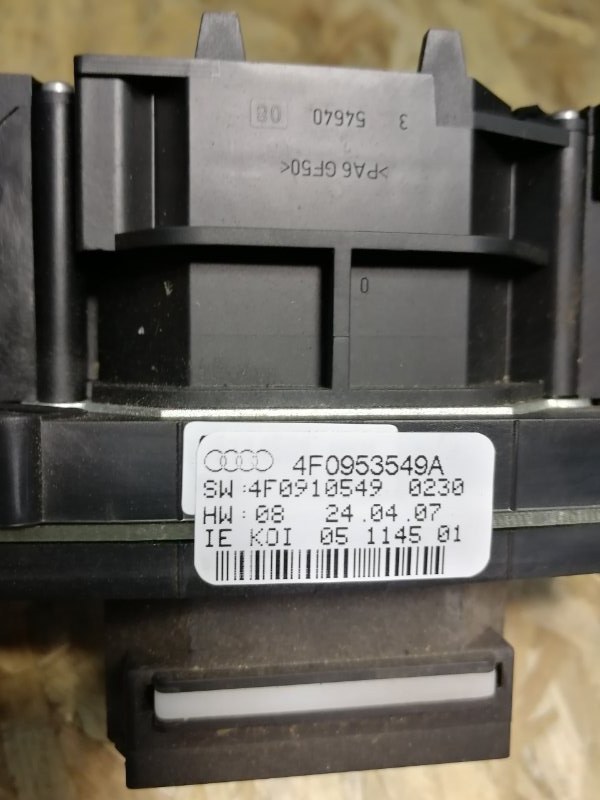 3 54640 08
>PA6 GF50<
0
4F0953549A
SW:4F0910549 0230
HW:08 24.04.07
IE KOI 05 1145 01